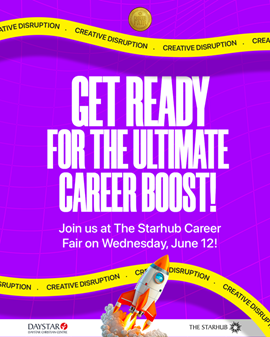 CREATIVE DISRUPTION · CREATIVE DISRUPTION · CREATIVE DISRUPTION
GET READY
FOR THE ULTIMATE
CAREER BOOST!
Join us at The Starhub Career
Fair on Wednesday, June 12!
DISRUPTION · CREATIVE DISRUPTION · DISRUPTION · CREATIVE
DAYSTAR
THE STARHUB